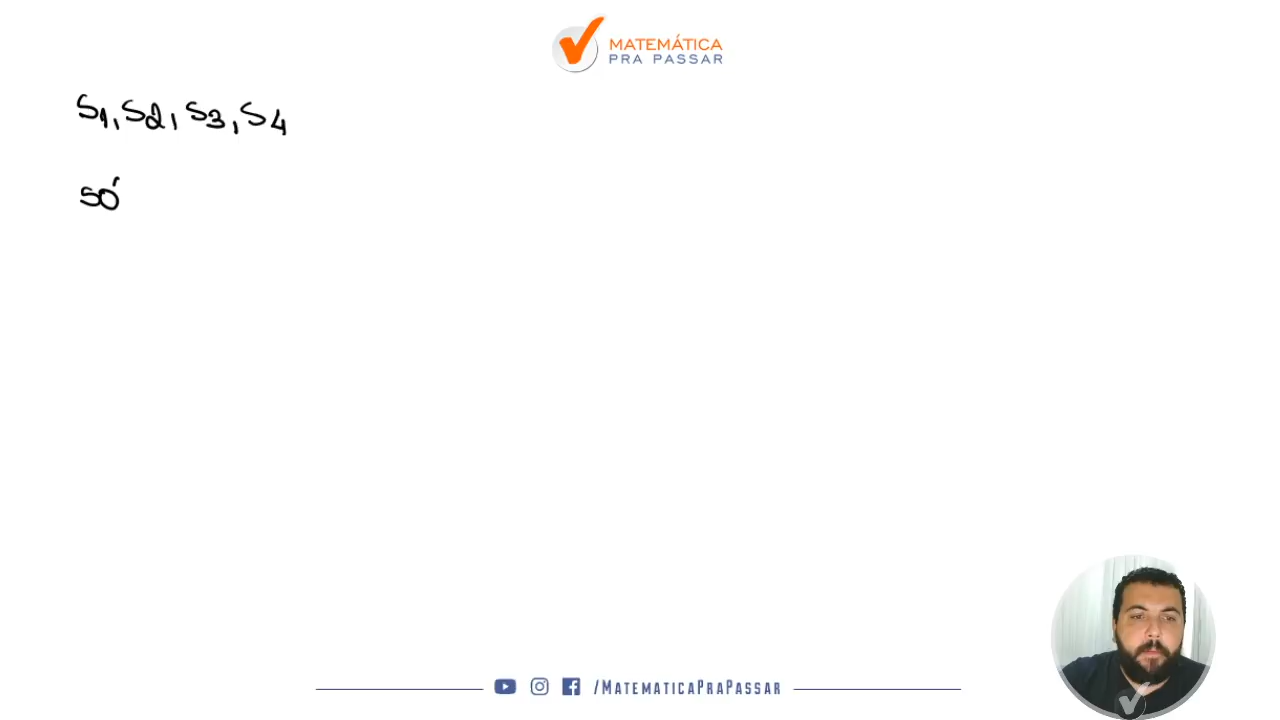 MATEMÁTICA
PRA PASSAR
S1, S2, S3, S4
SÓ
/MATEMATICAPRAPASSAR